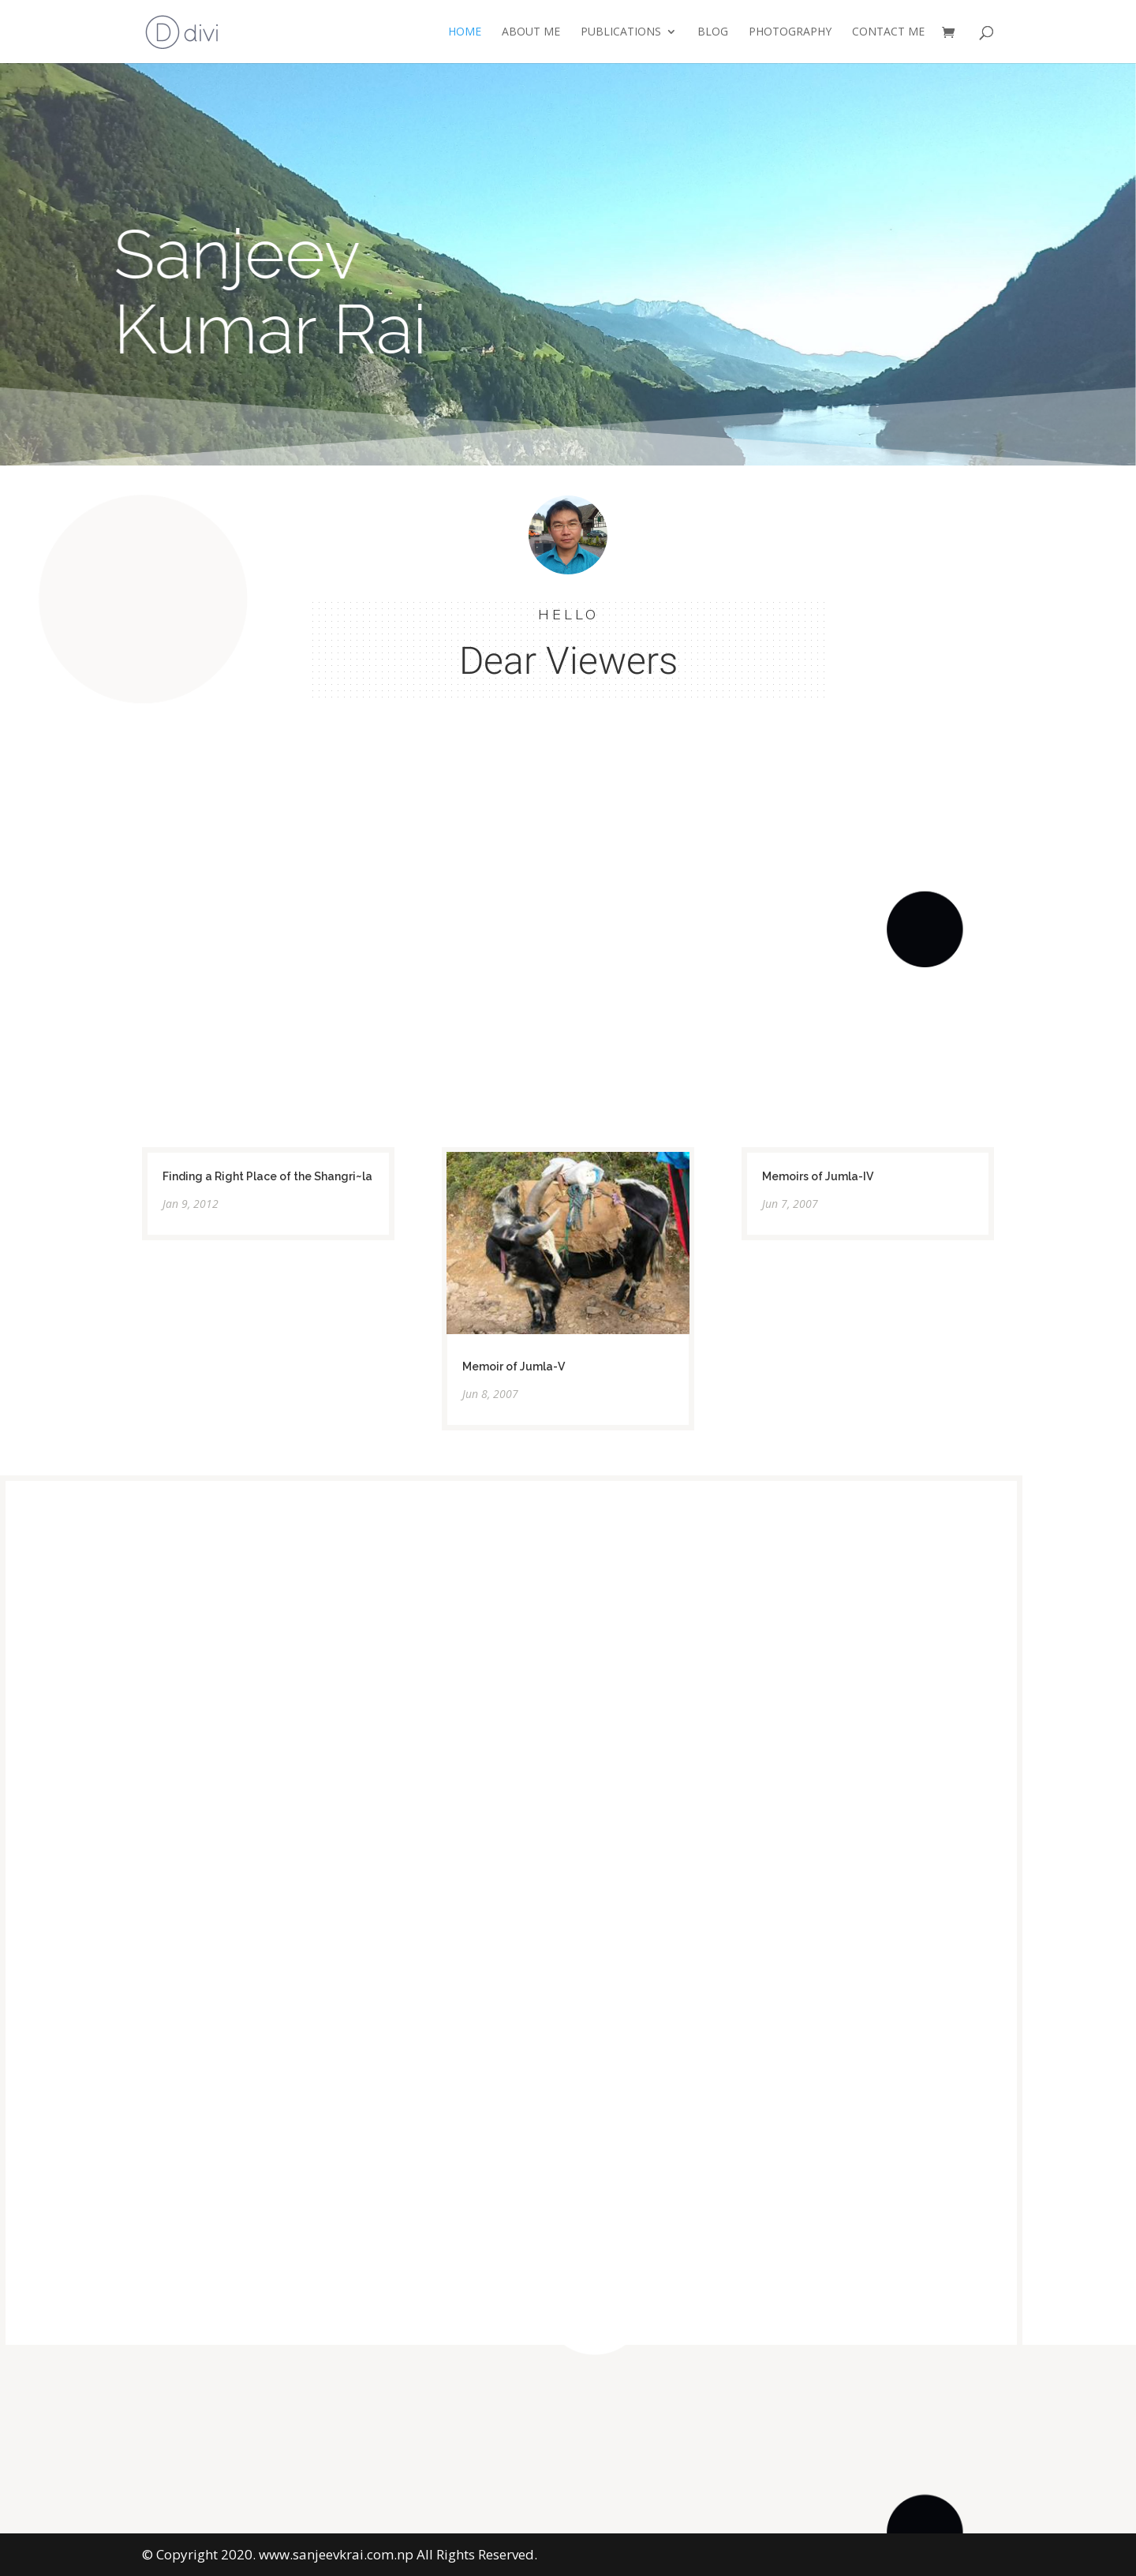 D divi
HOME ABOUT ME PUBLICATIONS BLOG PHOTOGRAPHY CONTACT ME
Sanjeev
Kumar Rai
HELLO
Dear Viewers
Finding a Right Place of the Shangri~la
Jan 9, 2012
Memoir of Jumla-V
Jun 8, 2007
Memoirs of Jumla-IV
Jun 7, 2007
© Copyright 2020. www.sanjeevkrai.com.np All Rights Reserved.